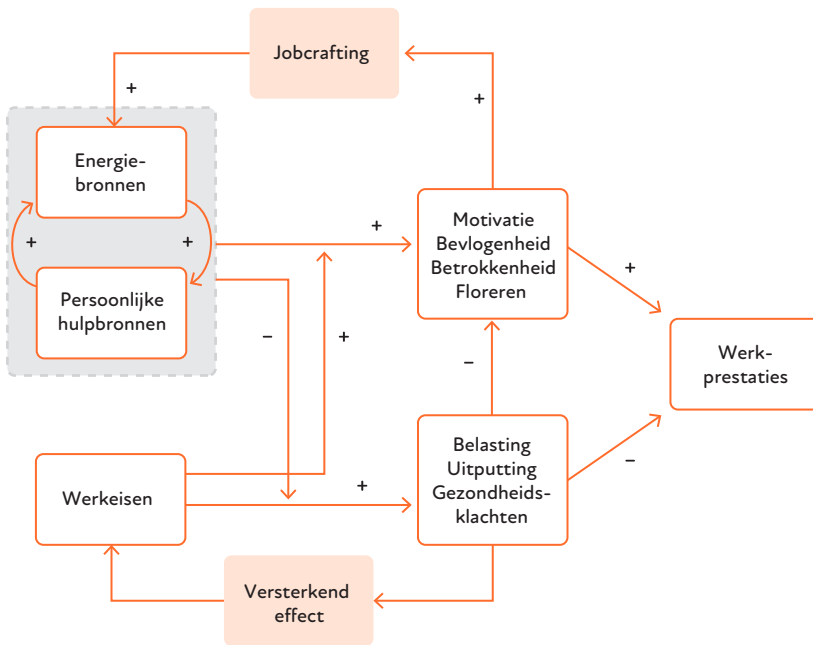 Jobcrafting
+
+
Energie-
bronnen
+
+
Persoonlijke
hulpbronnen
+
Motivatie
Bevlogenheid
Betrokkenheid
Floreren
+
–
+
–
Werk-
prestaties
Werkeisen
+
Belasting
Uitputting
Gezondheids-
klachten
–
Versterkend
effect